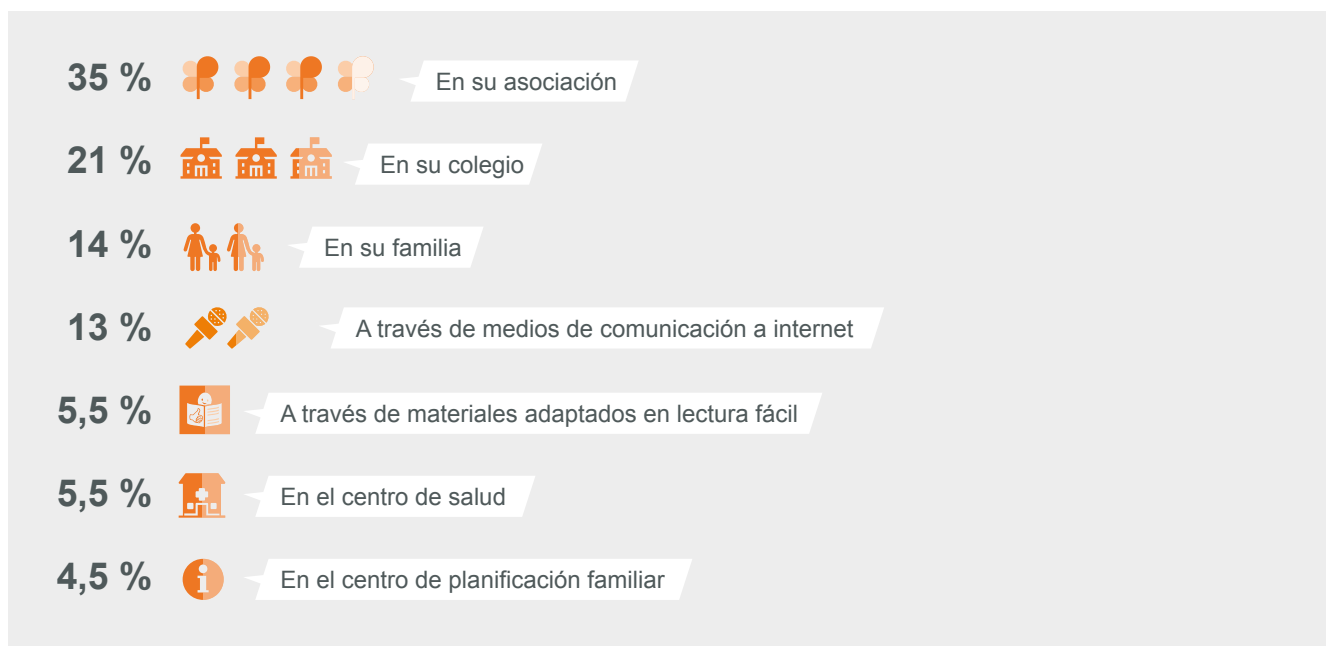 35 % En su asociación
21 % En su colegio
14 % En su familia
13 % A través de medios de comunicación a internet
5,5 % A través de materiales adaptados en lectura fácil
5,5 % En el centro de salud
4,5 % En el centro de planificación familiar